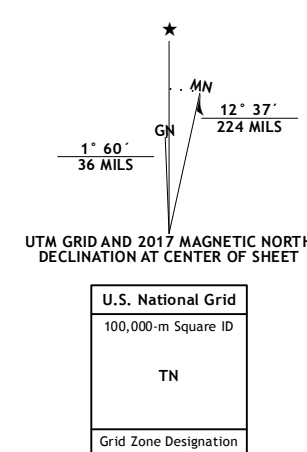 ★
MN
GN
12° 37´
224 MILS
1° 60´
36 MILS
UTM GRID AND 2017 MAGNETIC NORTH
DECLINATION AT CENTER OF SHEET
U.S. National Grid
100,000-m Square ID
TN
Grid Zone Designation